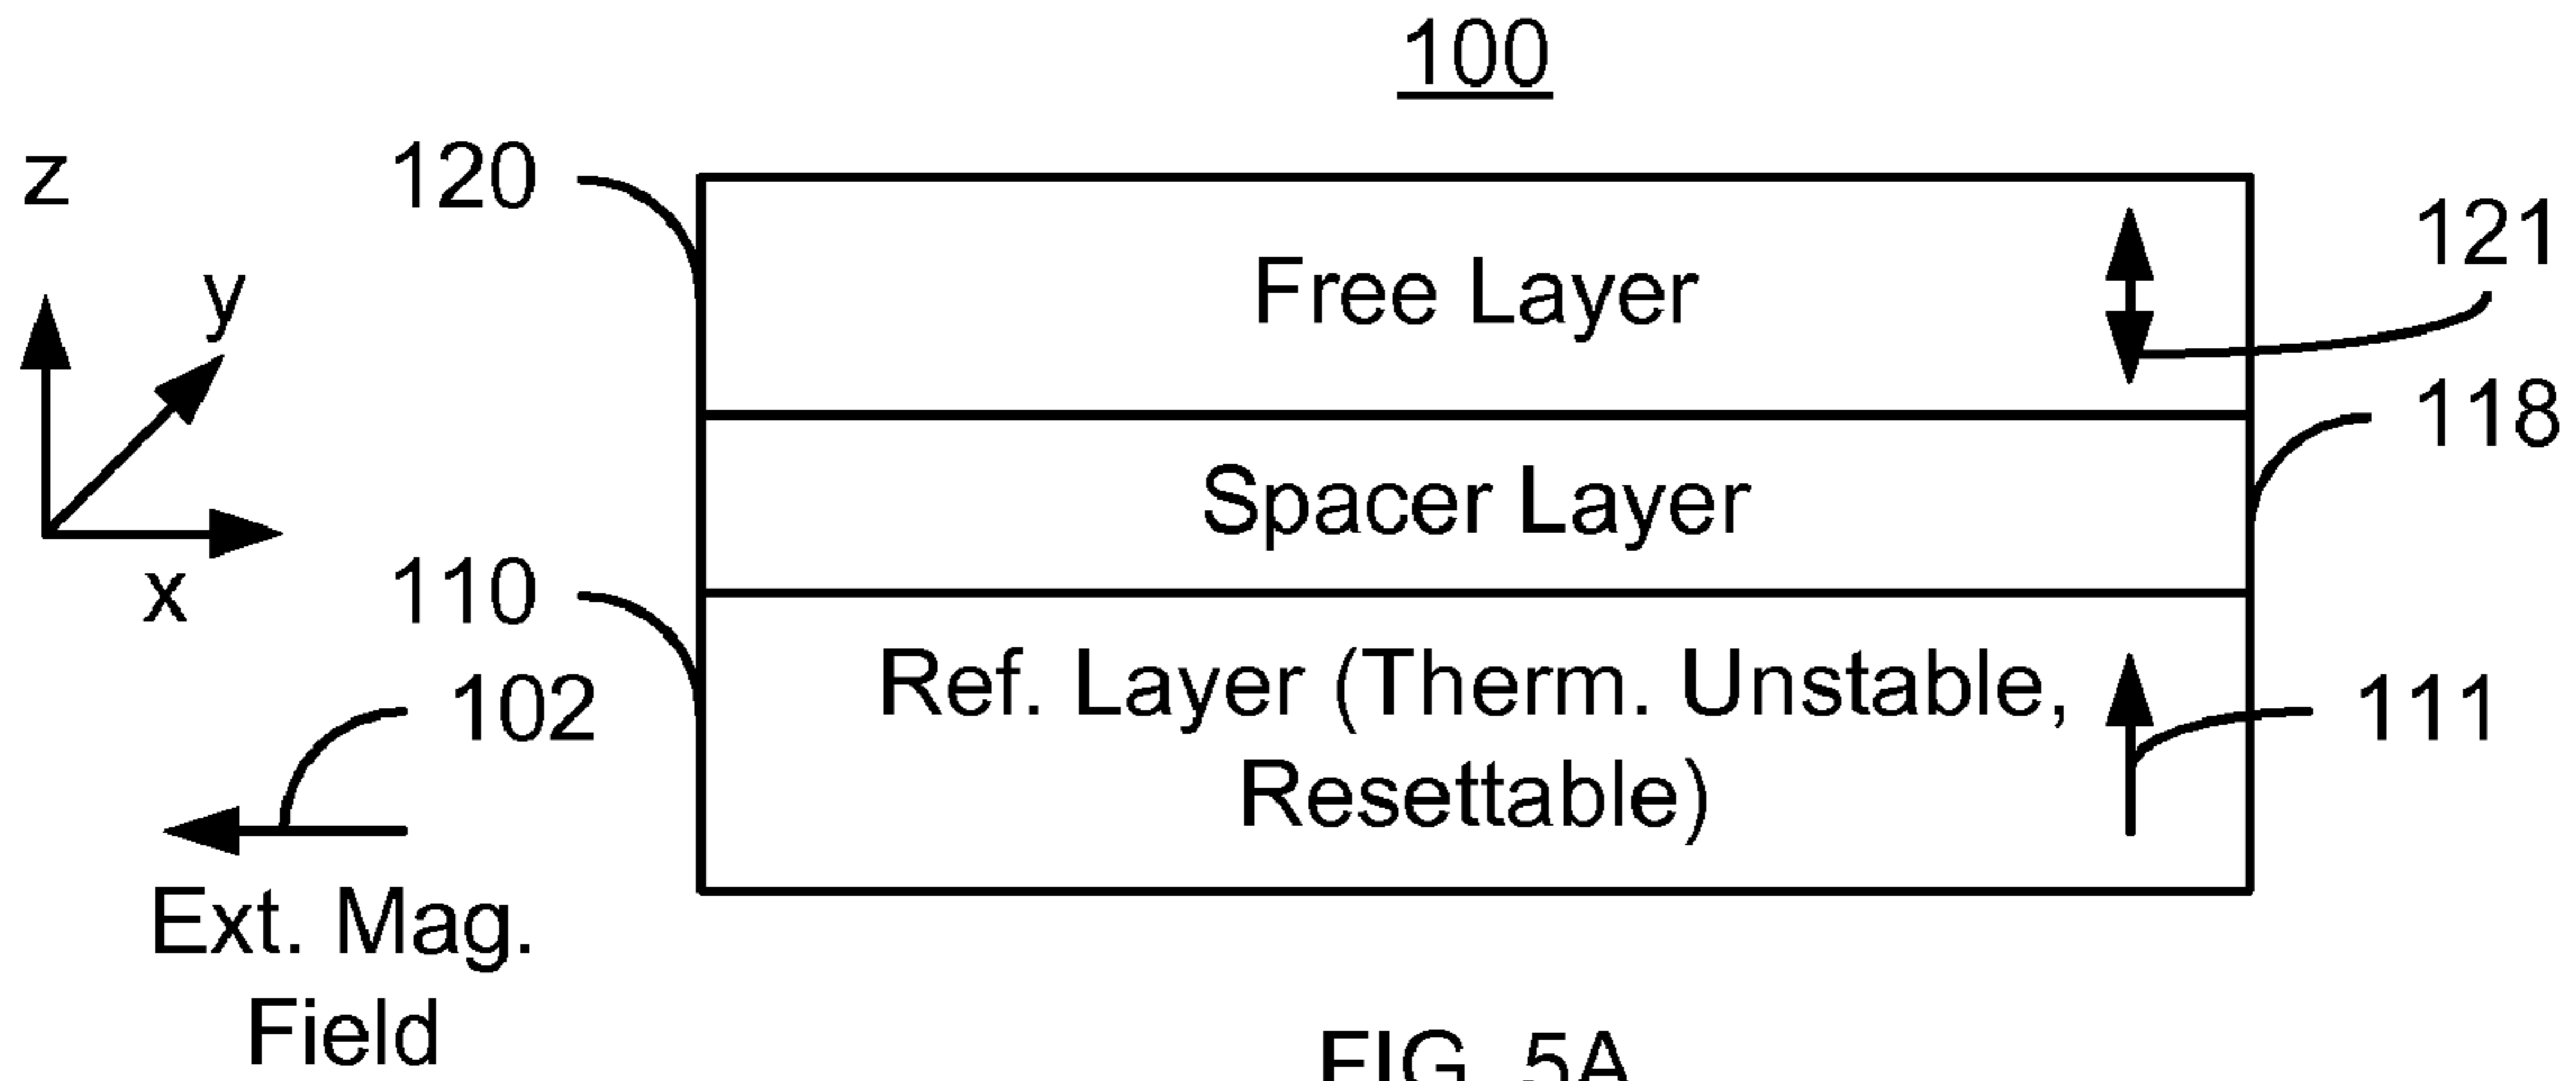 100
z
120
121
y
Free Layer
118
Spacer Layer
x
110
102
Ref. Layer (Therm. Unstable,
Resettable)
111
Ext. Mag.
Field
FIG. 5A